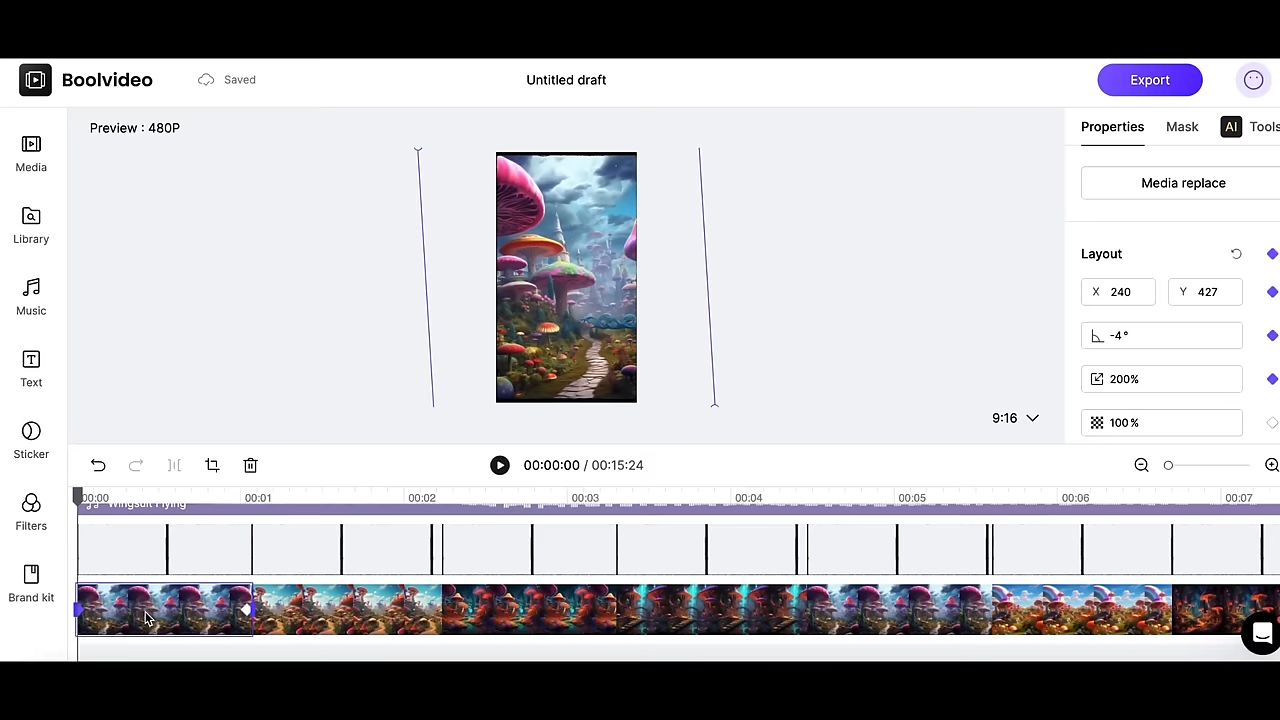 Boolvideo
Saved
Untitled draft
Export
Preview : 480P
Properties
Mask
AI Tools
Media replace
Media
Library
Music
Text
Sticker
Filters
Brand kit
Layout
X 240
Y 427
-4°
200%
100%
9:16
00:00:00 / 00:15:24
00:00
00:01
00:02
00:03
00:04
00:05
00:06
00:07
Wingsuit Flying